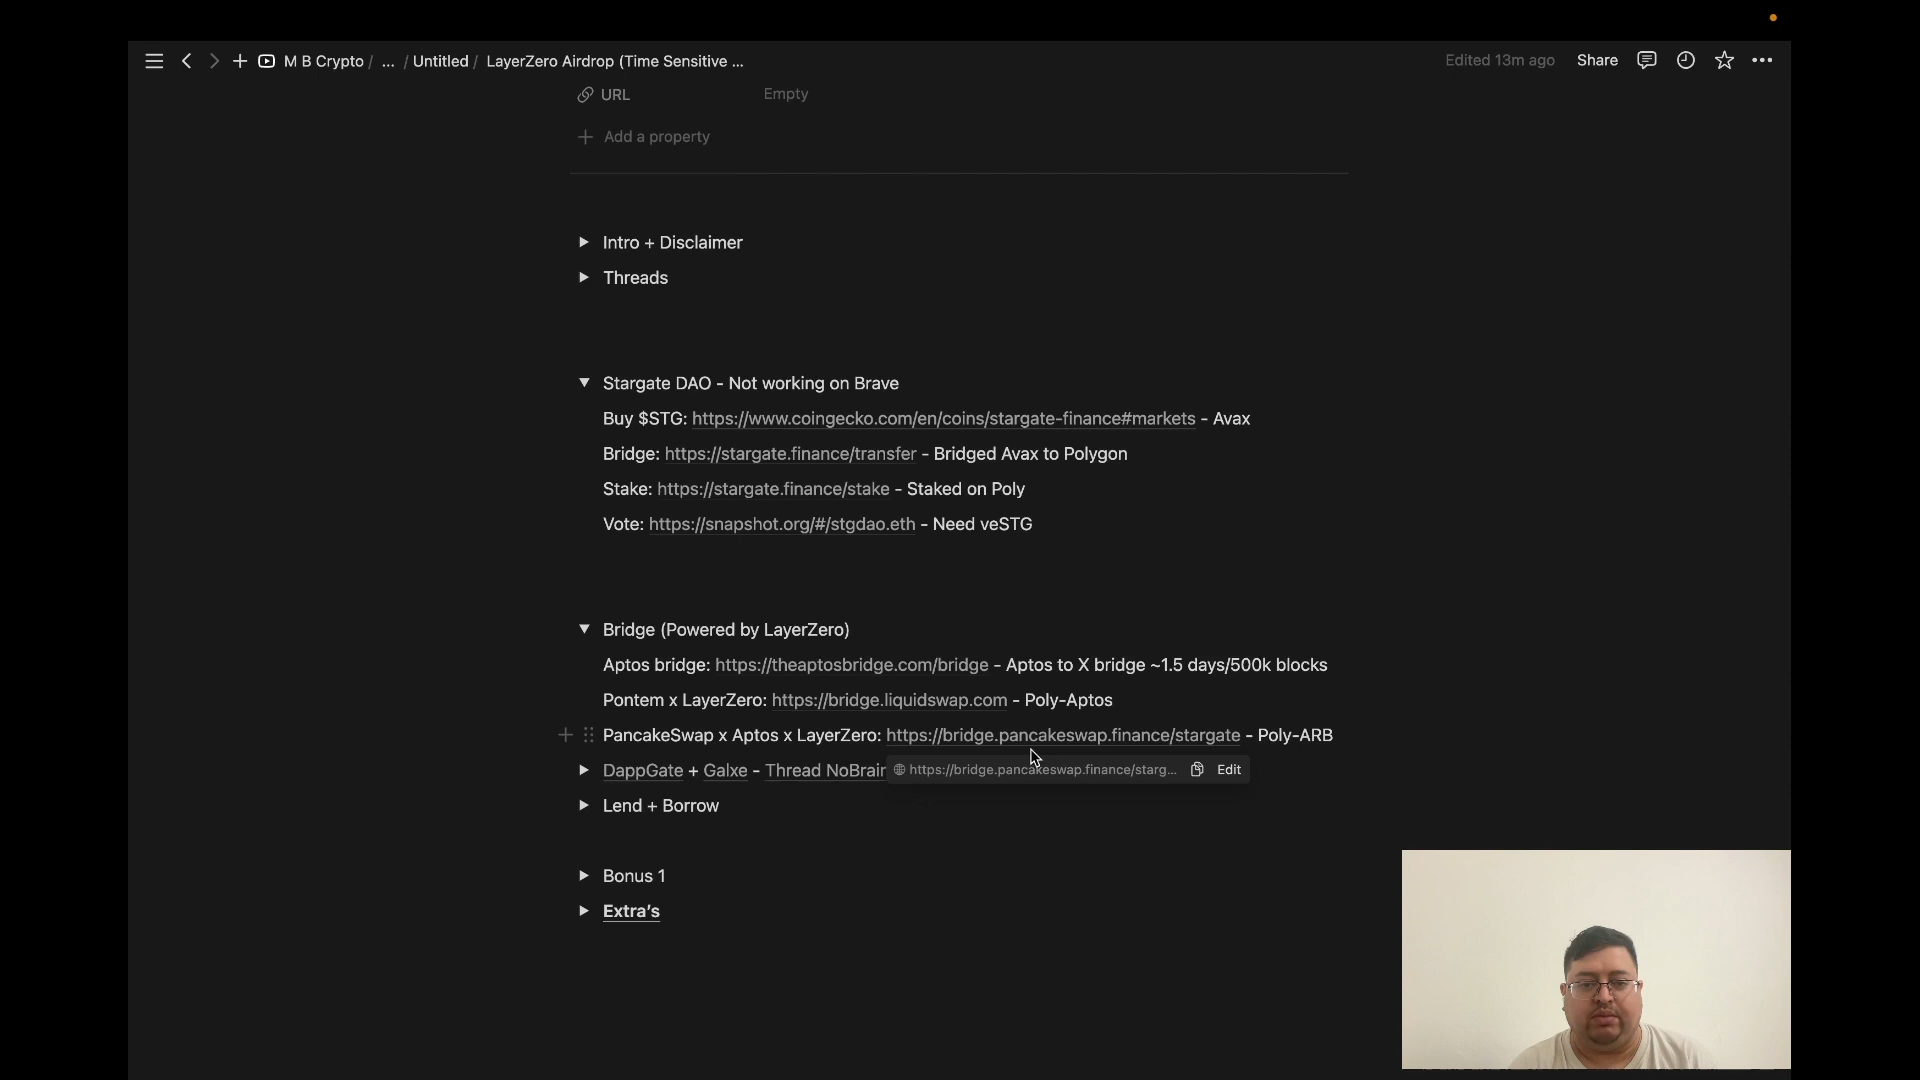 M B Crypto / ... / Untitled / LayerZero Airdrop (Time Sensitive ...
Edited 13m ago Share
URL Empty
Add a property
Intro + Disclaimer
Threads
Stargate DAO - Not working on Brave
Buy $STG: https://www.coingecko.com/en/coins/stargate-finance#markets - Avax
Bridge: https://stargate.finance/transfer - Bridged Avax to Polygon
Stake: https://stargate.finance/stake - Staked on Poly
Vote: https://snapshot.org/#/stgdao.eth - Need veSTG
Bridge (Powered by LayerZero)
Aptos bridge: https://theaptosbridge.com/bridge - Aptos to X bridge ~1.5 days/500k blocks
Pontem x LayerZero: https://bridge.liquidswap.com - Poly-Aptos
PancakeSwap x Aptos x LayerZero: https://bridge.pancakeswap.finance/stargate - Poly-ARB
DappGate + Galxe - Thread NoBrain
https://bridge.pancakeswap.finance/starg... Edit
Lend + Borrow
Bonus 1
Extra's